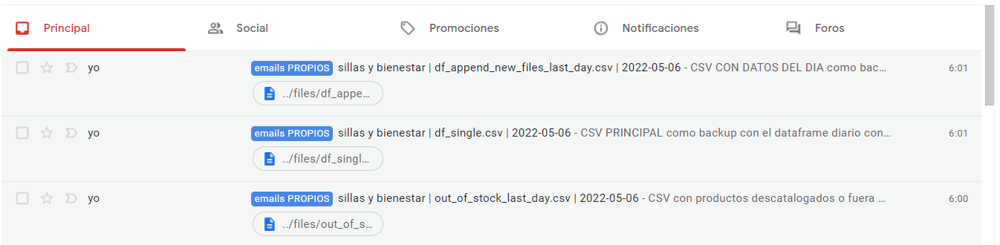 Principal Social Promociones Notificaciones Foros
yo emails PROPIOS sillas y bienestar | df_append_new_files_last_day.csv | 2022-05-06 - CSV CON DATOS DEL DIA como bac… 6:01
../files/df_appe…
yo emails PROPIOS sillas y bienestar | df_single.csv | 2022-05-06 - CSV PRINCIPAL como backup con el dataframe diario con… 6:01
../files/df_singl…
yo emails PROPIOS sillas y bienestar | out_of_stock_last_day.csv | 2022-05-06 - CSV con productos descatalogados o fuera … 6:00
../files/out_of_s…